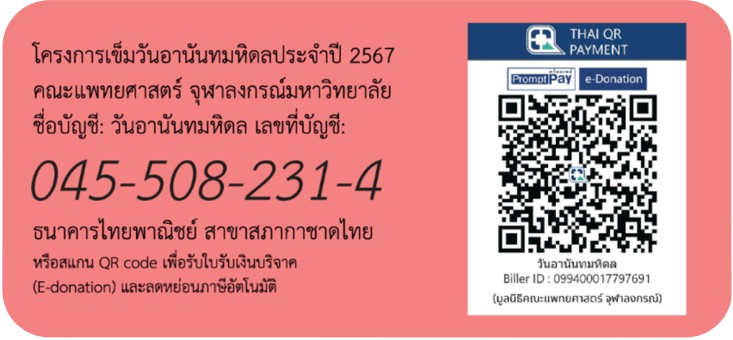 โครงการเข็มวันอานันทมหิดลประจำปี 2567
คณะแพทยศาสตร์ จุฬาลงกรณ์มหาวิทยาลัย
ชื่อบัญชี: วันอานันทมหิดล เลขที่บัญชี:
045-508-231-4
ธนาคารไทยพาณิชย์ สาขาสภากาชาดไทย
หรือสแกน QR code เพื่อรับใบรับเงินบริจาค
(E-donation) และลดหย่อนภาษีอัตโนมัติ
THAI QR
PAYMENT
พร้อมเพย์
PromptPay
e-Donation
วันอานันทมหิดล
Biller ID : 099400017797691
(มูลนิธิคณะแพทยศาสตร์ จุฬาลงกรณ์)